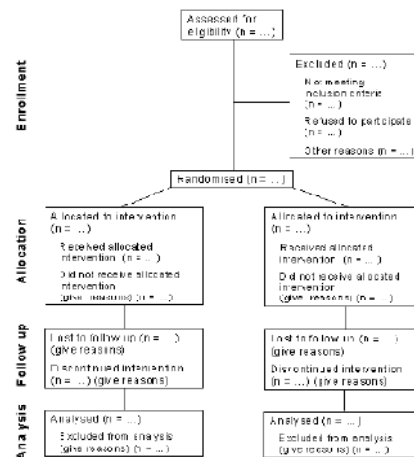 Assessed for
eligibility (n = ...)
Enrollment
Excluded (n = ...)
Not meeting
inclusion criteria
(n = ...)
Refused to participate
(n = ...)
Other reasons (n = ...)
Randomised (n = ...)
Allocation
Allocated to intervention
(n = ...)
Received allocated
intervention (n = ...)
Did not receive allocated
intervention
(give reasons) (n = ...)
Allocated to intervention
(n = ...)
Received allocated
intervention (n = ...)
Did not receive allocated
intervention
(give reasons) (n = ...)
Follow up
Lost to follow up (n = ...)
(give reasons)
Discontinued intervention
(n = ...) (give reasons)
Lost to follow up (n = ...)
(give reasons)
Discontinued intervention
(n = ...) (give reasons)
Analysis
Analysed (n = ...)
Excluded from analysis
(give reasons) (n = ...)
Analysed (n = ...)
Excluded from analysis
(give reasons) (n = ...)